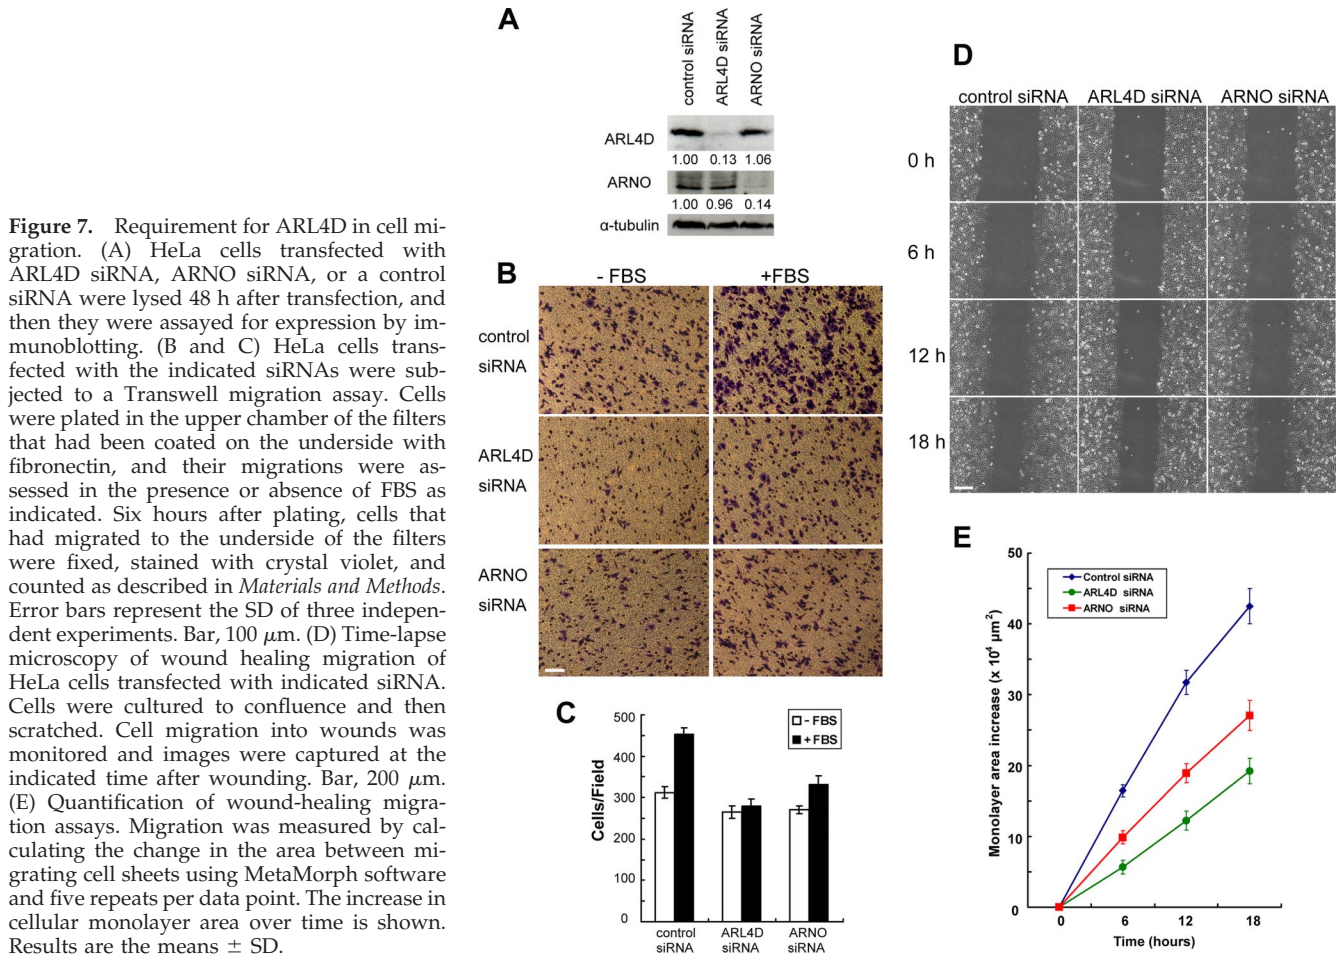 Figure 7. Requirement for ARL4D in cell mi-
gration. (A) HeLa cells transfected with
ARL4D siRNA, ARNO siRNA, or a control
siRNA were lysed 48 h after transfection, and
then they were assayed for expression by im-
munoblotting. (B and C) HeLa cells trans-
fected with the indicated siRNAs were sub-
jected to a Transwell migration assay. Cells
were plated in the upper chamber of the filters
that had been coated on the underside with
fibronectin, and their migrations were as-
sessed in the presence or absence of FBS as
indicated. Six hours after plating, cells that
had migrated to the underside of the filters
were fixed, stained with crystal violet, and
counted as described in Materials and Methods.
Error bars represent the SD of three indepen-
dent experiments. Bar, 100 μm. (D) Time-lapse
microscopy of wound healing migration of
HeLa cells transfected with indicated siRNA.
Cells were cultured to confluence and then
scratched. Cell migration into wounds was
monitored and images were captured at the
indicated time after wounding. Bar, 200 μm.
(E) Quantification of wound-healing migra-
tion assays. Migration was measured by cal-
culating the change in the area between mi-
grating cell sheets using MetaMorph software
and five repeats per data point. The increase in
cellular monolayer area over time is shown.
Results are the means ± SD.
A
control siRNA
ARL4D siRNA
ARNO siRNA
ARL4D
1.00 0.13 1.06
ARNO
1.00 0.96 0.14
α-tubulin
B
- FBS
+FBS
control
siRNA
ARL4D
siRNA
ARNO
siRNA
C
500
400
300
300
200
100
0
Cells/Field
- FBS
+ FBS
control
siRNA
ARL4D
siRNA
ARNO
siRNA
D
control siRNA
ARL4D siRNA
ARNO siRNA
0 h
6 h
12 h
18 h
E
50
40
30
20
10
0
Monolayer area increase (x 10⁴ μm²)
Control siRNA
ARL4D siRNA
ARNO siRNA
0 6 12 18
Time (hours)